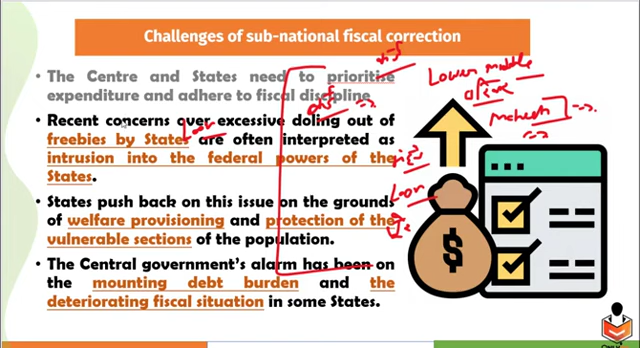 Challenges of sub-national fiscal correction
• The Centre and States need to prioritise
expenditure and adhere to fiscal discipline
• Recent concerns over excessive doling out of
freebies by States are often interpreted as
intrusion into the federal powers of the
States.
• States push back on this issue on the grounds
of welfare provisioning and protection of the
vulnerable sections of the population.
• The Central government's alarm has been on
the mounting debt burden and the
deteriorating fiscal situation in some States.
Lower middle
Loan
$